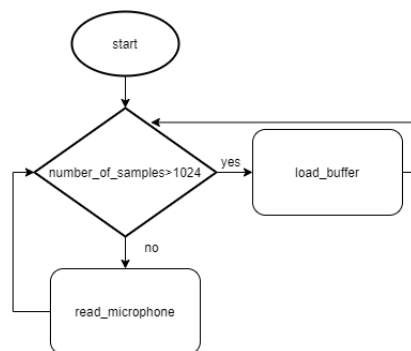 start
number_of_samples>1024
yes
load_buffer
no
read_microphone